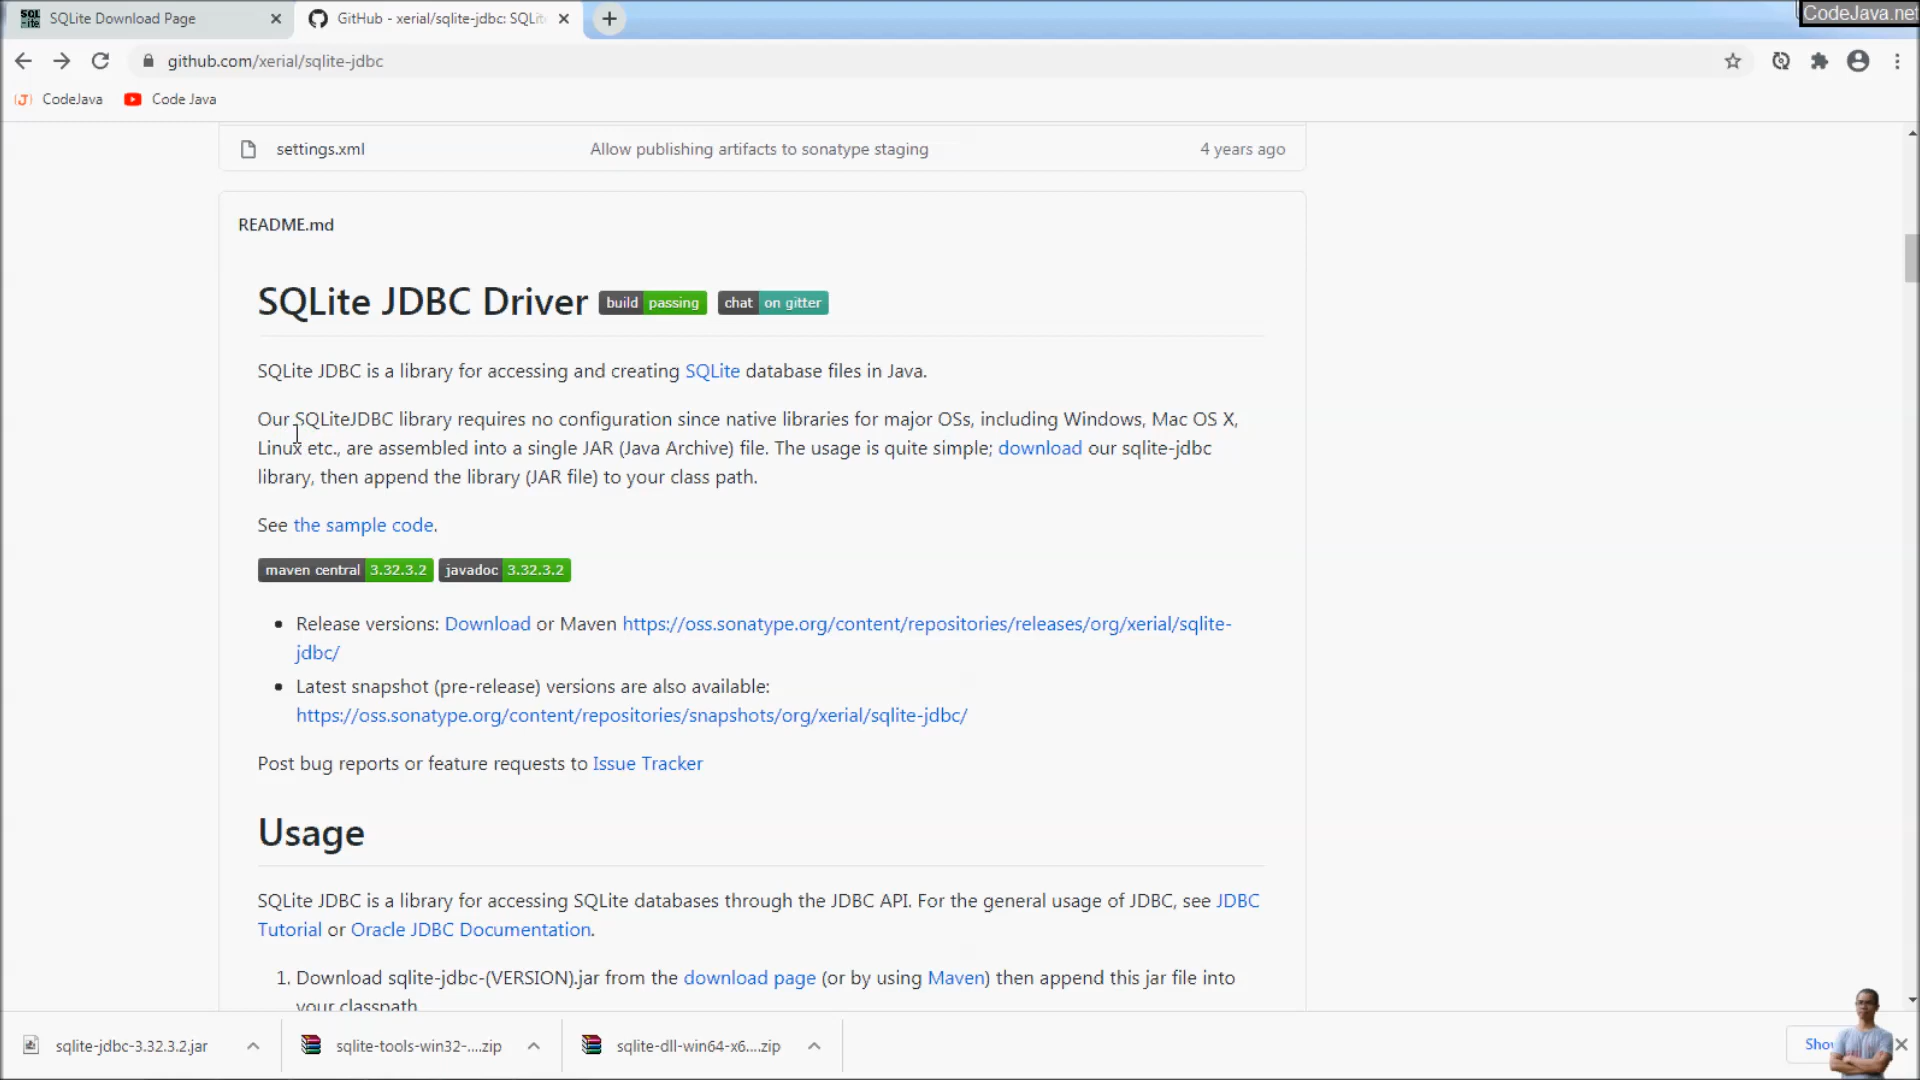 SQLite Download Page
GitHub - xerial/sqlite-jdbc: SQLit
CodeJava.net
github.com/xerial/sqlite-jdbc
CodeJava
Code Java
settings.xml
Allow publishing artifacts to sonatype staging
4 years ago
README.md
SQLite JDBC Driver
build passing
chat on gitter
SQLite JDBC is a library for accessing and creating SQLite database files in Java.
Our SQLiteJDBC library requires no configuration since native libraries for major OSs, including Windows, Mac OS X,
Linux etc., are assembled into a single JAR (Java Archive) file. The usage is quite simple; download our sqlite-jdbc
library, then append the library (JAR file) to your class path.
See the sample code.
maven central 3.32.3.2 javadoc 3.32.3.2
Release versions: Download or Maven https://oss.sonatype.org/content/repositories/releases/org/xerial/sqlite-
jdbc/
Latest snapshot (pre-release) versions are also available:
https://oss.sonatype.org/content/repositories/snapshots/org/xerial/sqlite-jdbc/
Post bug reports or feature requests to Issue Tracker
Usage
SQLite JDBC is a library for accessing SQLite databases through the JDBC API. For the general usage of JDBC, see JDBC
Tutorial or Oracle JDBC Documentation.
1. Download sqlite-jdbc-(VERSION).jar from the download page (or by using Maven) then append this jar file into
your classpath
sqlite-jdbc-3.32.3.2.jar
sqlite-tools-win32-....zip
sqlite-dll-win64-x6....zip